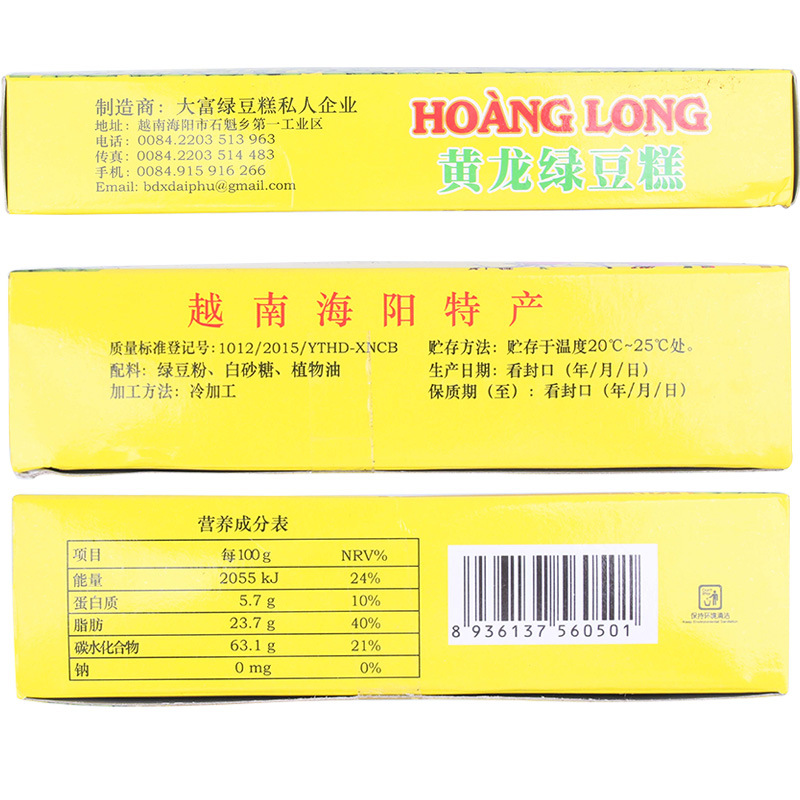 制造商：大富绿豆糕私人企业
地址：越南海阳市石魁乡第一工业区
电话：0084.2203 513 963
传真：0084.2203 514 483
手机：0084.915 916 266
Email: bdxdaiphu@gmail.com
HOÀNG LONG
黄龙绿豆糕
越南海阳特产
质量标准登记号：1012/2015/YTHD-XNCB
配料：绿豆粉、白砂糖、植物油
加工方法：冷加工
贮存方法：贮存于温度20℃~25℃处。
生产日期：看封口（年/月/日）
保质期（至）：看封口（年/月/日）
营养成分表
项目 每100 g NRV%
能量 2055 kJ 24%
蛋白质 5.7 g 10%
脂肪 23.7 g 40%
碳水化合物 63.1 g 21%
钠 0 mg 0%
8 936137 560501
保持环境清洁